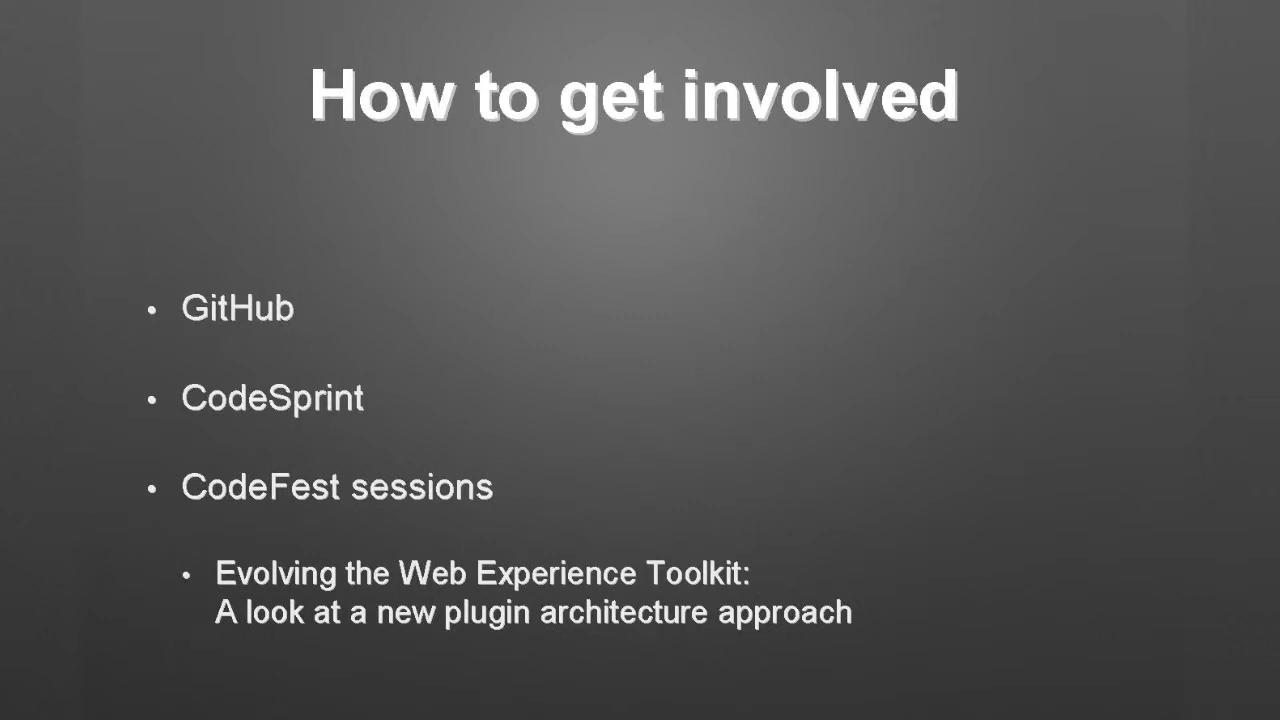 How to get involved
• GitHub
• CodeSprint
• CodeFest sessions
• Evolving the Web Experience Toolkit:
A look at a new plugin architecture approach